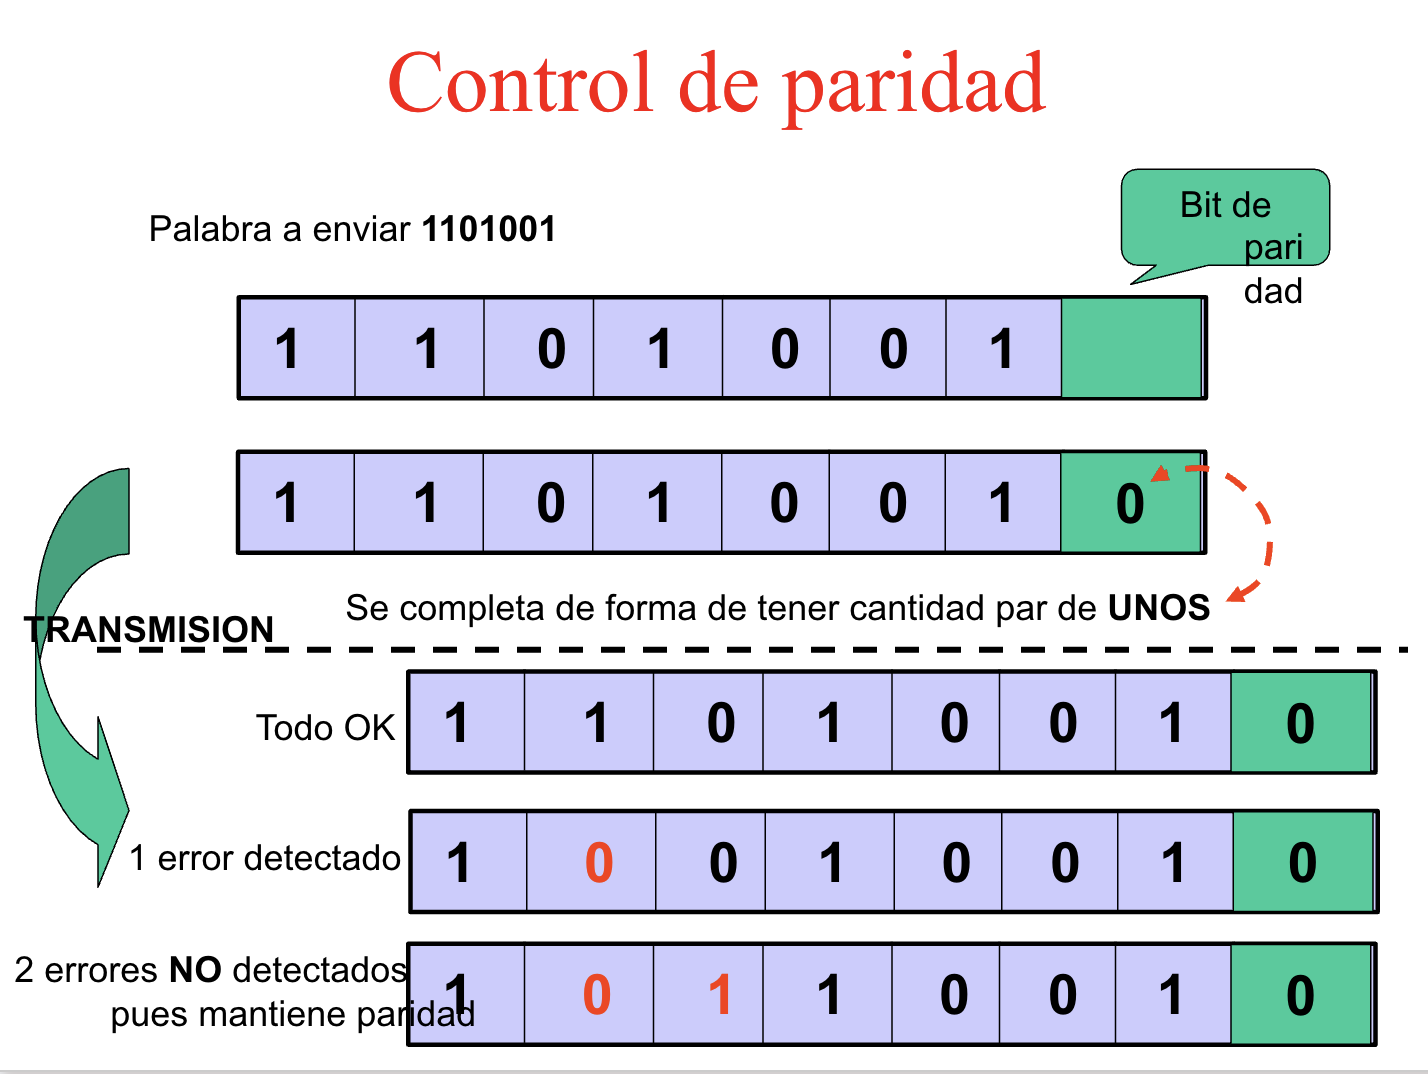 Control de paridad
Palabra a enviar 1101001
Bit de
pari
dad
1 1 0 1 0 0 1
1 1 0 1 0 0 1 0
Se completa de forma de tener cantidad par de UNOS
TRANSMISION
Todo OK
1 1 0 1 0 0 1 0
1 error detectado
1 0 0 1 0 0 1 0
2 errores NO detectados
pues mantiene paridad
1 0 1 1 0 0 1 0